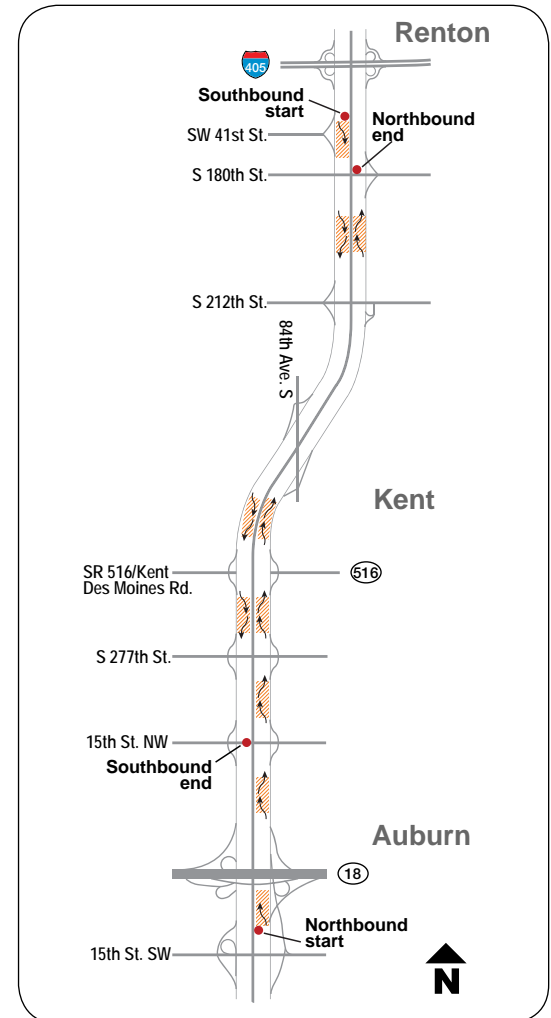 Renton
405
Southbound
start
Northbound
end
SW 41st St.
S 180th St.
S 212th St.
84th Ave. S
Kent
SR 516/Kent
Des Moines Rd.
516
S 277th St.
15th St. NW
Southbound
end
Auburn
18
Northbound
start
15th St. SW
N